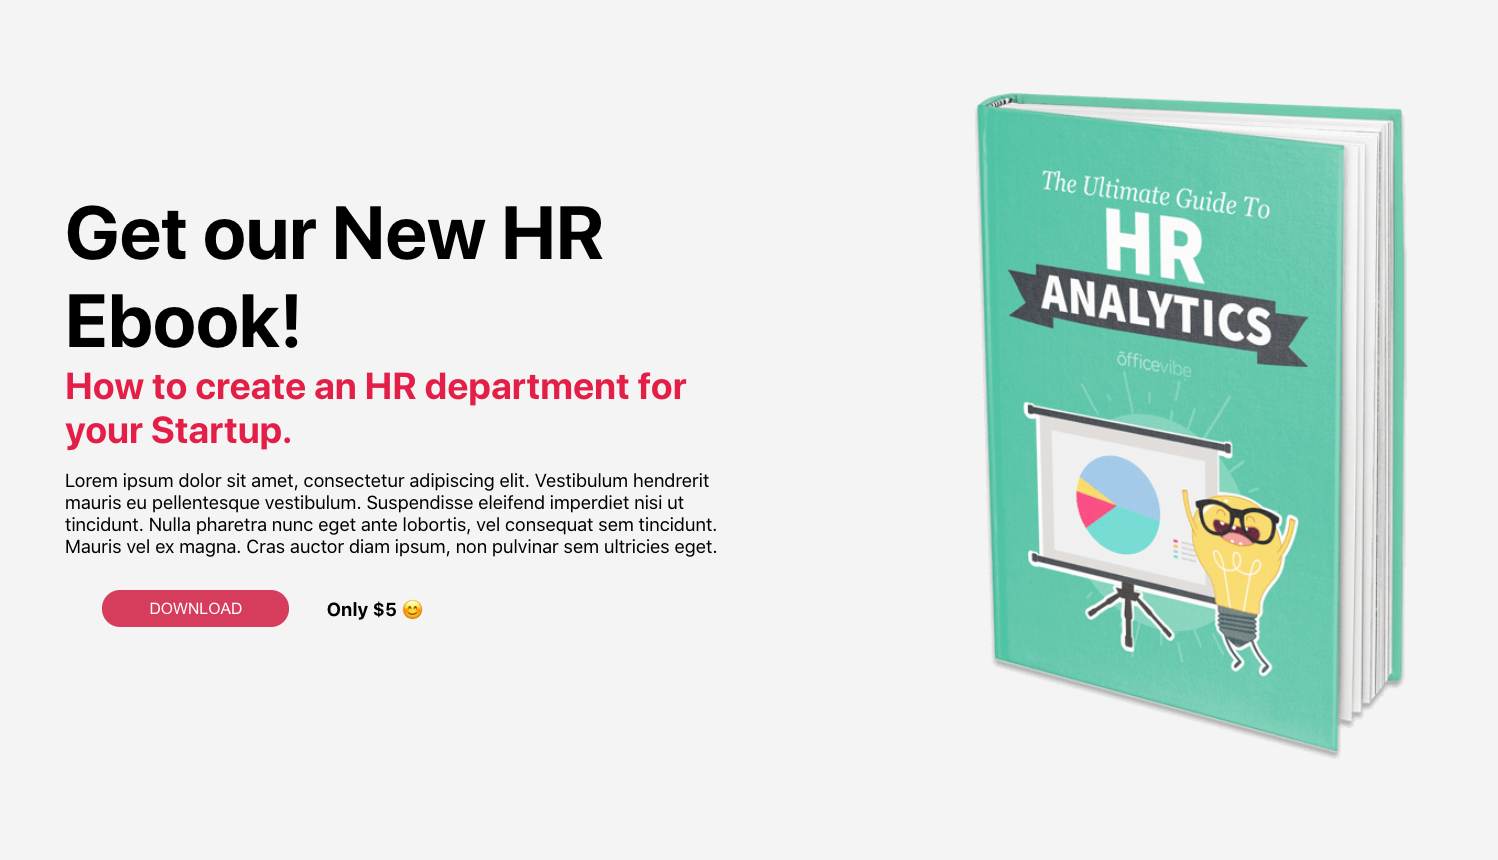 Get our New HR
Ebook!
How to create an HR department for
your Startup.
Lorem ipsum dolor sit amet, consectetur adipiscing elit. Vestibulum hendrerit
mauris eu pellentesque vestibulum. Suspendisse eleifend imperdiet nisi ut
tincidunt. Nulla pharetra nunc eget ante lobortis, vel consequat sem tincidunt.
Mauris vel ex magna. Cras auctor diam ipsum, non pulvinar sem ultricies eget.
DOWNLOAD
Only $5 😊
The Ultimate Guide To
HR
ANALYTICS
ōfficevibe